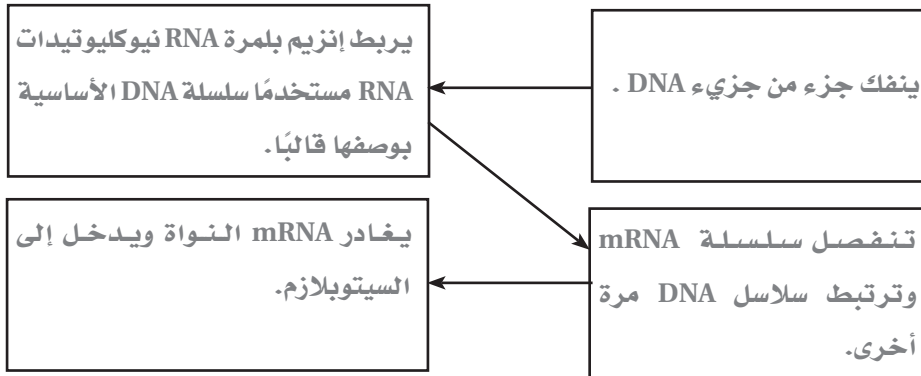 ينفك جزء من جزيء DNA .
يربط إنزيم بلمرة RNA نيوكليوتيدات
RNA مستخدمًا سلسلة DNA الأساسية
بوصفها قالبًا.
تنفصل سلسلة mRNA
وترتبط سلاسل DNA مرة
أخرى.
يغادر mRNA النواة ويدخل إلى
السيتوبلازم.